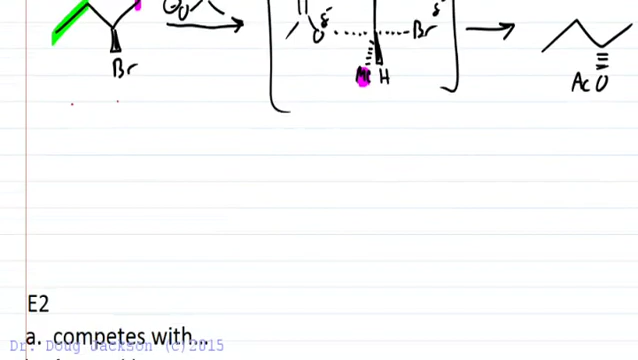 ⊖O
O δ- Br δ-
Me H
Br
AcO
E2
a. competes with...
Dr. Doug Jackson (c)2015